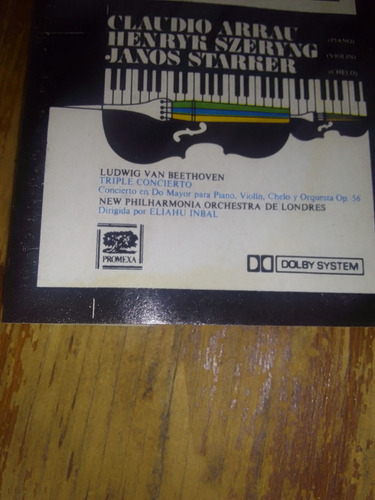 CLAUDIO ARRAU (PIANO)
HENRYK SZERYNG (VIOLIN)
JANOS STARKER (CHELO)
LUDWIG VAN BEETHOVEN
TRIPLE CONCIERTO
Concierto en Do Mayor para Piano, Violín, Chelo y Orquesta Op. 56
NEW PHILHARMONIA ORCHESTRA DE LONDRES
Dirigida por ELIAHU INBAL
PROMEXA
DOLBY SYSTEM